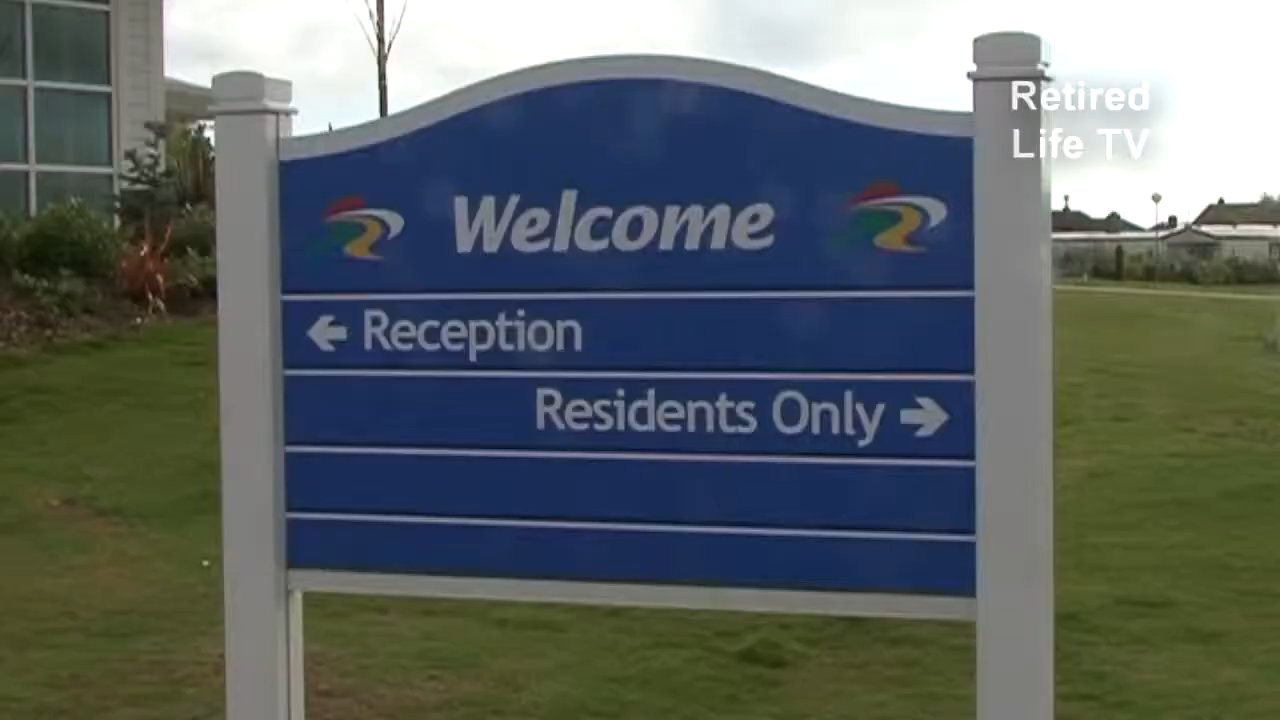 Retired
Life TV
Welcome
← Reception
Residents Only →